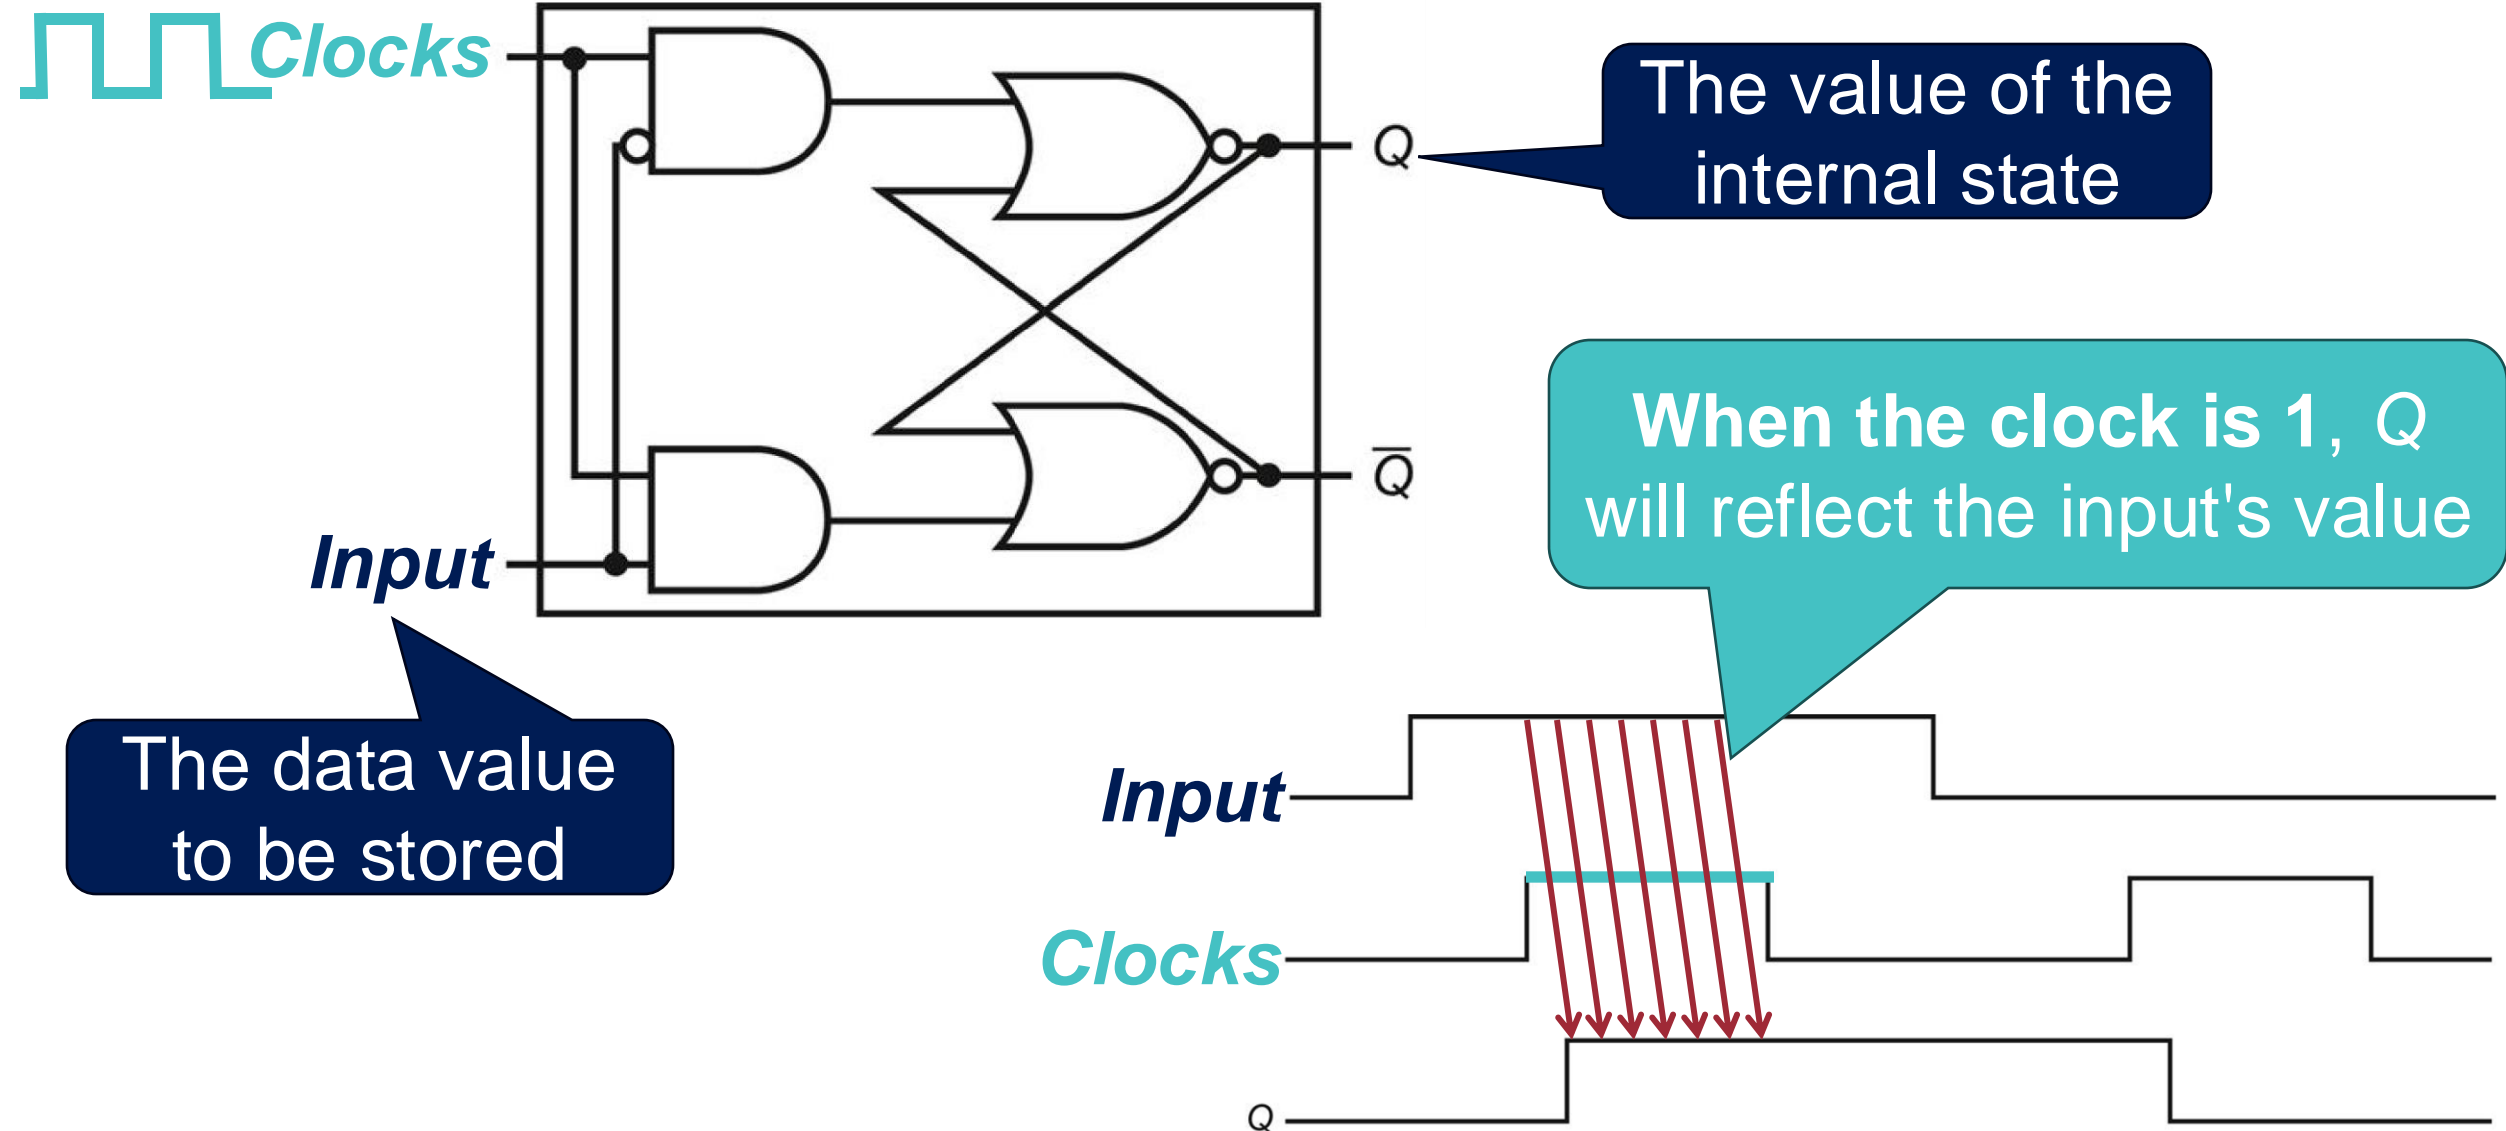 Clocks
The value of the
internal state
Q
Q̅
When the clock is 1, Q
will reflect the input's value
Input
The data value
to be stored
Input
Clocks
Q